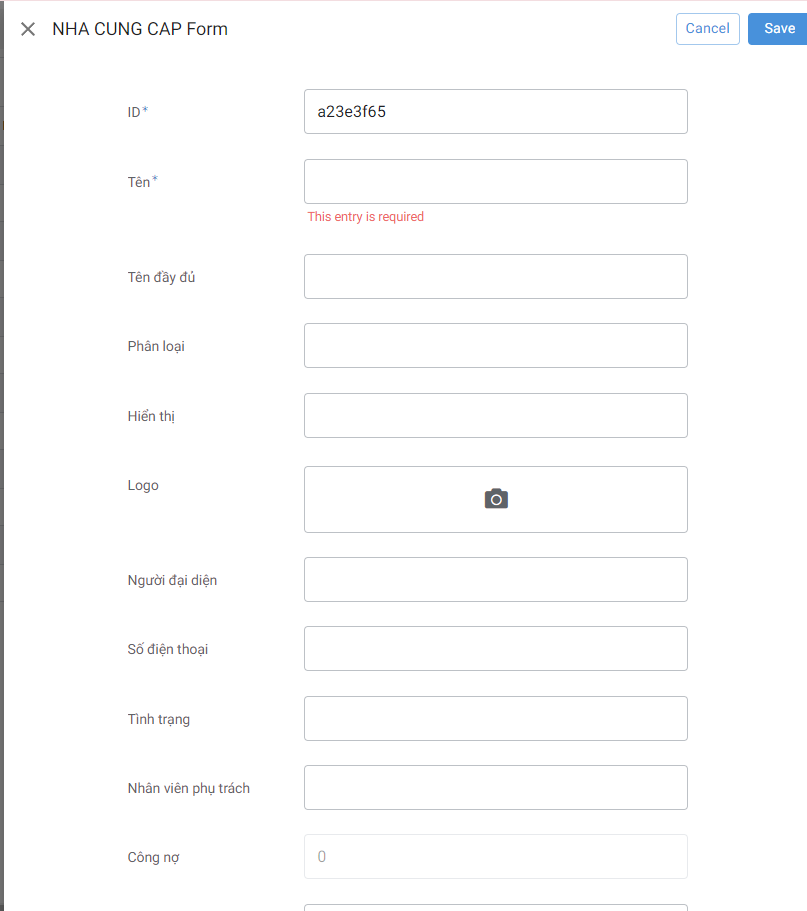 NHA CUNG CAP Form
Cancel
Save
ID*
a23e3f65
Tên*
This entry is required
Tên đầy đủ
Phân loại
Hiển thị
Logo
Người đại diện
Số điện thoại
Tình trạng
Nhân viên phụ trách
Công nợ
0